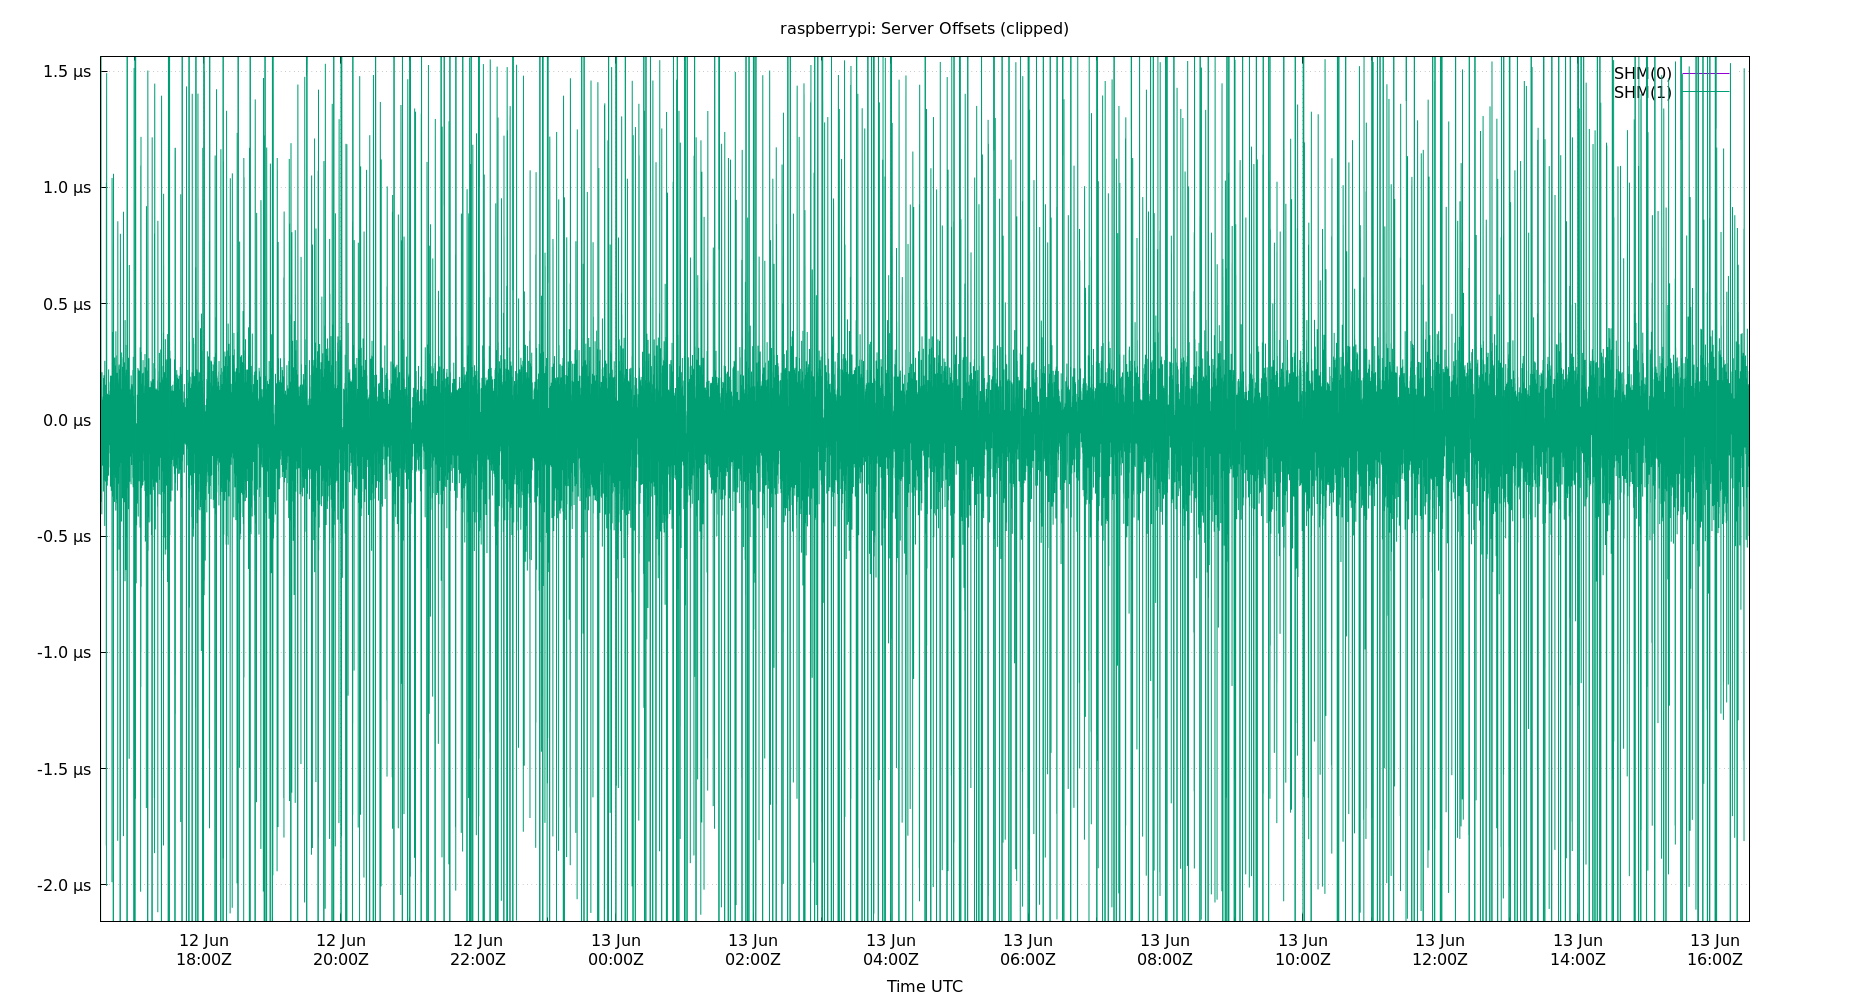 raspberrypi: Server Offsets (clipped)
SHM(0)
SHM(1)
1.5 µs
1.0 µs
0.5 µs
0.0 µs
-0.5 µs
-1.0 µs
-1.5 µs
-2.0 µs
12 Jun 12 Jun 12 Jun 13 Jun 13 Jun 13 Jun 13 Jun 13 Jun 13 Jun 13 Jun 13 Jun 13 Jun
18:00Z 20:00Z 22:00Z 00:00Z 02:00Z 04:00Z 06:00Z 08:00Z 10:00Z 12:00Z 14:00Z 16:00Z
Time UTC